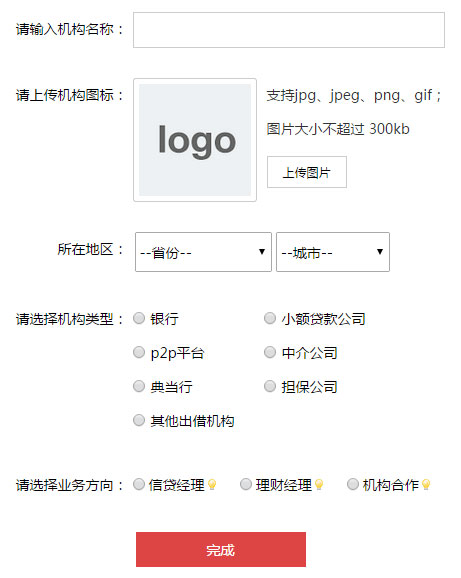 请输入机构名称：
请上传机构图标：
logo
支持jpg、jpeg、png、gif；
图片大小不超过 300kb
上传图片
所在地区： --省份-- --城市--
请选择机构类型： 银行 小额贷款公司
p2p平台 中介公司
典当行 担保公司
其他出借机构
请选择业务方向： 信贷经理 理财经理 机构合作
完成